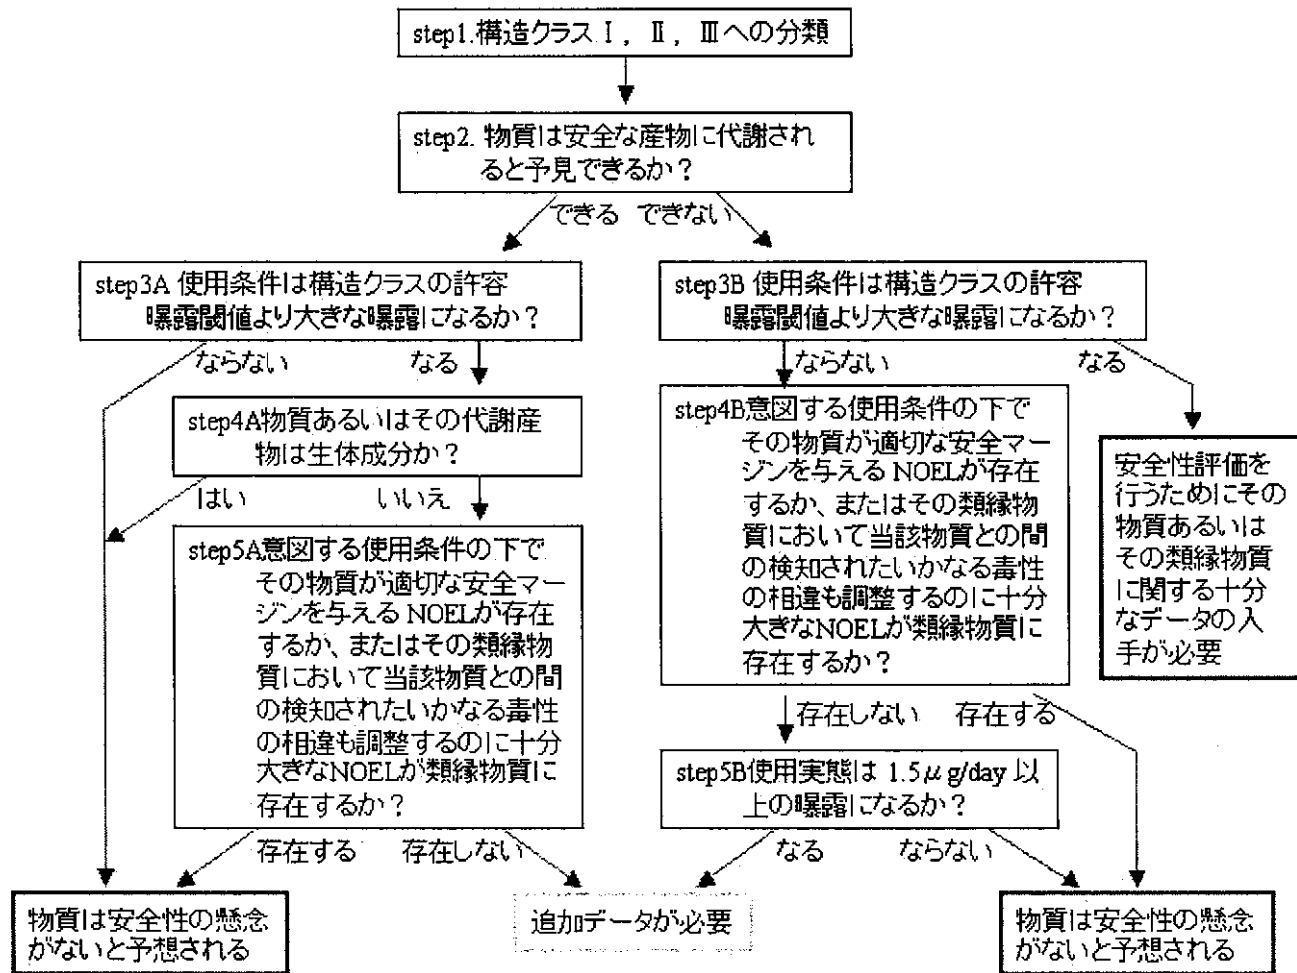 step1.構造クラスⅠ，Ⅱ，Ⅲへの分類
step2. 物質は安全な産物に代謝され
ると予見できるか？
できる できない
step3A 使用条件は構造クラスの許容
曝露閾値より大きな曝露になるか？
ならない なる
step4A物質あるいはその代謝産
物は生体成分か？
はい いいえ
step5A意図する使用条件の下で
その物質が適切な安全マー
ジンを与えるNOELが存在
するか、またはその類縁物
質において当該物質との間
の検知されたいかなる毒性
の相違も調整するのに十分
大きなNOELが類縁物質に
存在するか？
存在する 存在しない
step3B 使用条件は構造クラスの許容
曝露閾値より大きな曝露になるか？
ならない なる
step4B意図する使用条件の下で
その物質が適切な安全マー
ジンを与えるNOELが存在
するか、またはその類縁物
質において当該物質との間
の検知されたいかなる毒性
の相違も調整するのに十分
大きなNOELが類縁物質に
存在するか？
存在しない 存在する
安全性評価を
行うためにその
物質あるいは
その類縁物質
に関する十分
なデータの入
手が必要
step5B使用実態は 1.5μg/day 以
上の曝露になるか？
なる ならない
物質は安全性の懸念
がないと予想される
追加データが必要
物質は安全性の懸念
がないと予想される